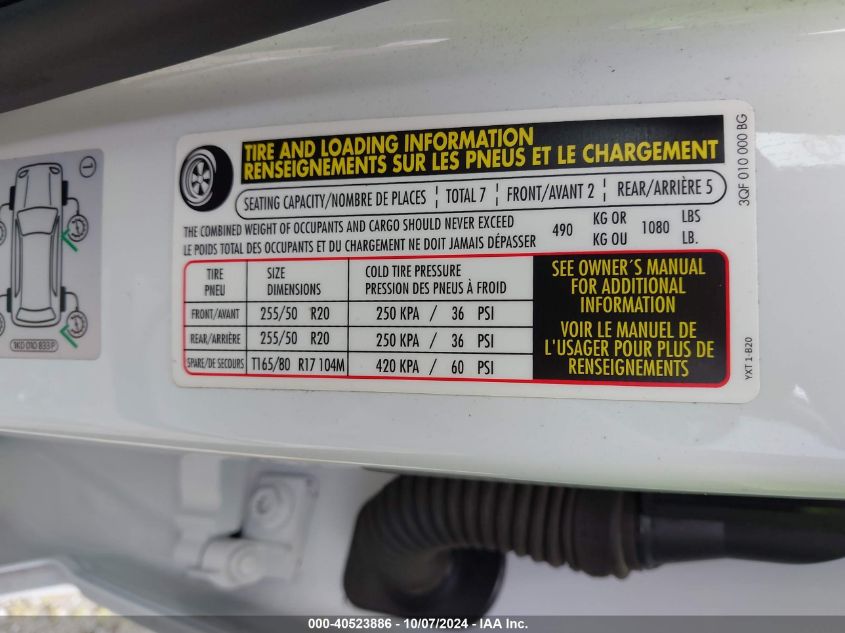 TIRE AND LOADING INFORMATION
RENSEIGNEMENTS SUR LES PNEUS ET LE CHARGEMENT
SEATING CAPACITY/NOMBRE DE PLACES ¦ TOTAL 7 ¦ FRONT/AVANT 2 ¦ REAR/ARRIÈRE 5
THE COMBINED WEIGHT OF OCCUPANTS AND CARGO SHOULD NEVER EXCEED
LE POIDS TOTAL DES OCCUPANTS ET DU CHARGEMENT NE DOIT JAMAIS DÉPASSER
490 KG OR 1080 LBS
KG OU LB.
TIRE SIZE COLD TIRE PRESSURE
PNEU DIMENSIONS PRESSION DES PNEUS À FROID
FRONT/AVANT 255/50 R20 250 KPA / 36 PSI
REAR/ARRIÈRE 255/50 R20 250 KPA / 36 PSI
SPARE/DE SECOURS T165/80 R17 104M 420 KPA / 60 PSI
SEE OWNER´S MANUAL
FOR ADDITIONAL
INFORMATION
VOIR LE MANUEL DE
L'USAGER POUR PLUS DE
RENSEIGNEMENTS
3QF 010 000 BG
YXT 1-B20
1
1KD 010 833 P
000-40523886 - 10/07/2024 - IAA Inc.